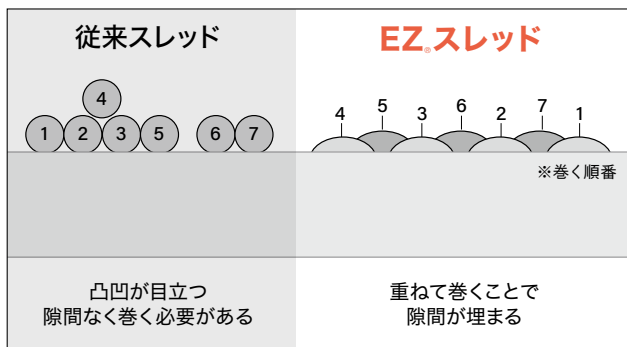 従来スレッド
4
1 2 3 5 6 7
凸凹が目立つ
隙間なく巻く必要がある
EZ®スレッド
4 5 3 6 2 7 1
※巻く順番
重ねて巻くことで
隙間が埋まる